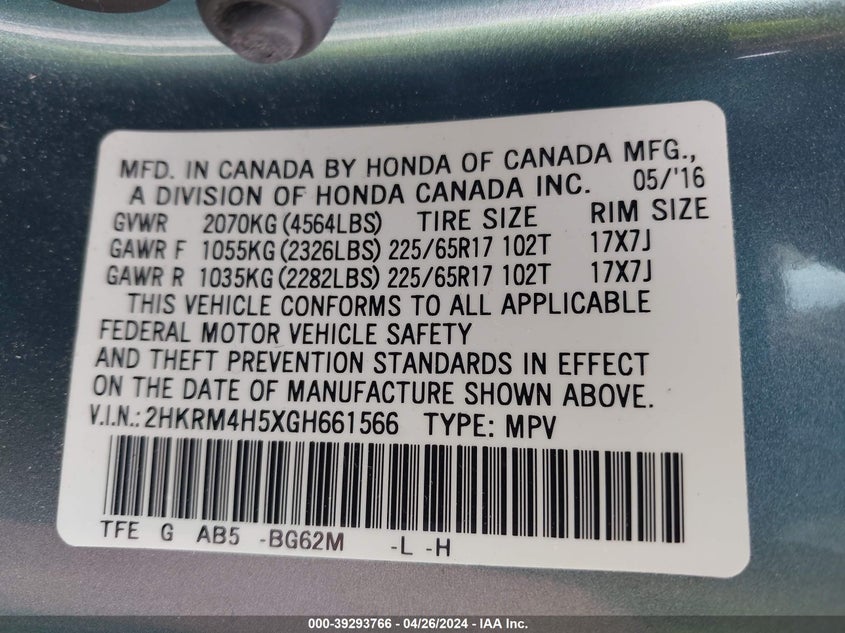 MFD. IN CANADA BY HONDA OF CANADA MFG.,
A DIVISION OF HONDA CANADA INC. 05/'16
GVWR 2070KG (4564LBS) TIRE SIZE RIM SIZE
GAWR F 1055KG (2326LBS) 225/65R17 102T 17X7J
GAWR R 1035KG (2282LBS) 225/65R17 102T 17X7J
THIS VEHICLE CONFORMS TO ALL APPLICABLE
FEDERAL MOTOR VEHICLE SAFETY
AND THEFT PREVENTION STANDARDS IN EFFECT
ON THE DATE OF MANUFACTURE SHOWN ABOVE.
V.I.N.: 2HKRM4H5XGH661566 TYPE: MPV
TFE G AB5 -BG62M -L -H
000-39293766 - 04/26/2024 - IAA Inc.